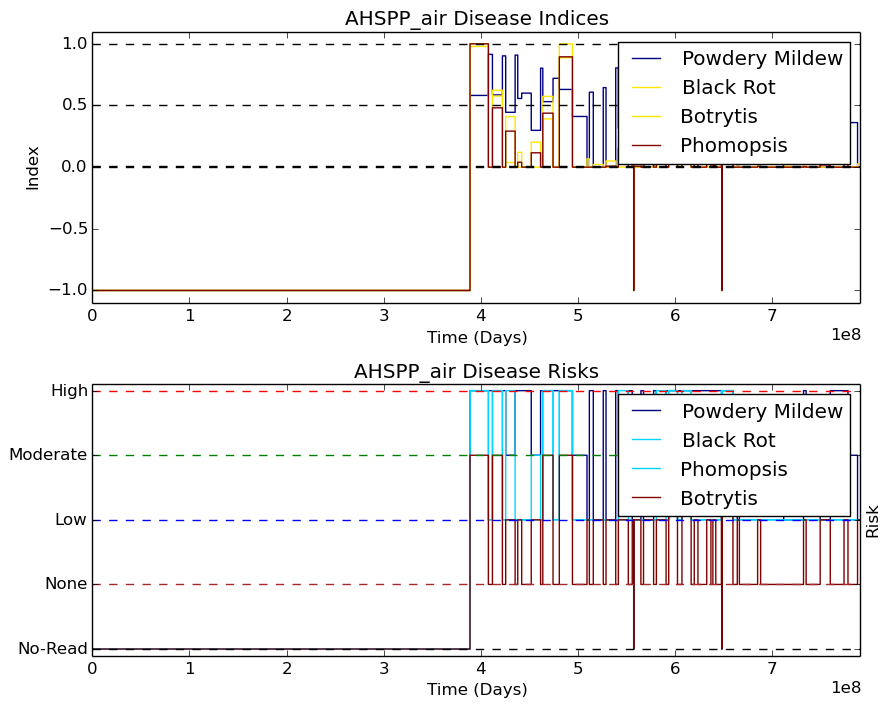 AHSPP_air Disease Indices
1.0
0.5
0.0
−0.5
−1.0
Index
Powdery Mildew
Black Rot
Botrytis
Phomopsis
0 1 2 3 4 5 6 7
1e8
Time (Days)
AHSPP_air Disease Risks
High
Moderate
Low
None
No-Read
Powdery Mildew
Black Rot
Phomopsis
Botrytis
Risk
0 1 2 3 4 5 6 7
1e8
Time (Days)